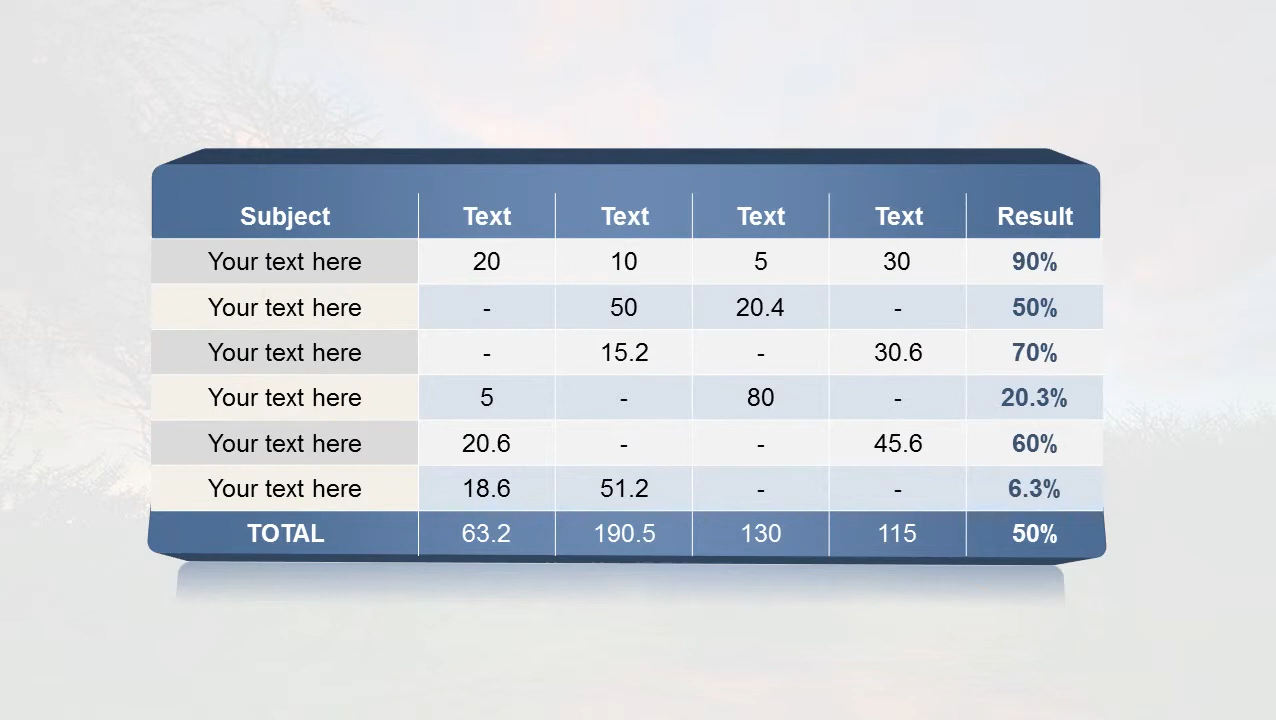 Subject Text Text Text Text Result
Your text here 20 10 5 30 90%
Your text here - 50 20.4 - 50%
Your text here - 15.2 - 30.6 70%
Your text here 5 - 80 - 20.3%
Your text here 20.6 - - 45.6 60%
Your text here 18.6 51.2 - - 6.3%
TOTAL 63.2 190.5 130 115 50%